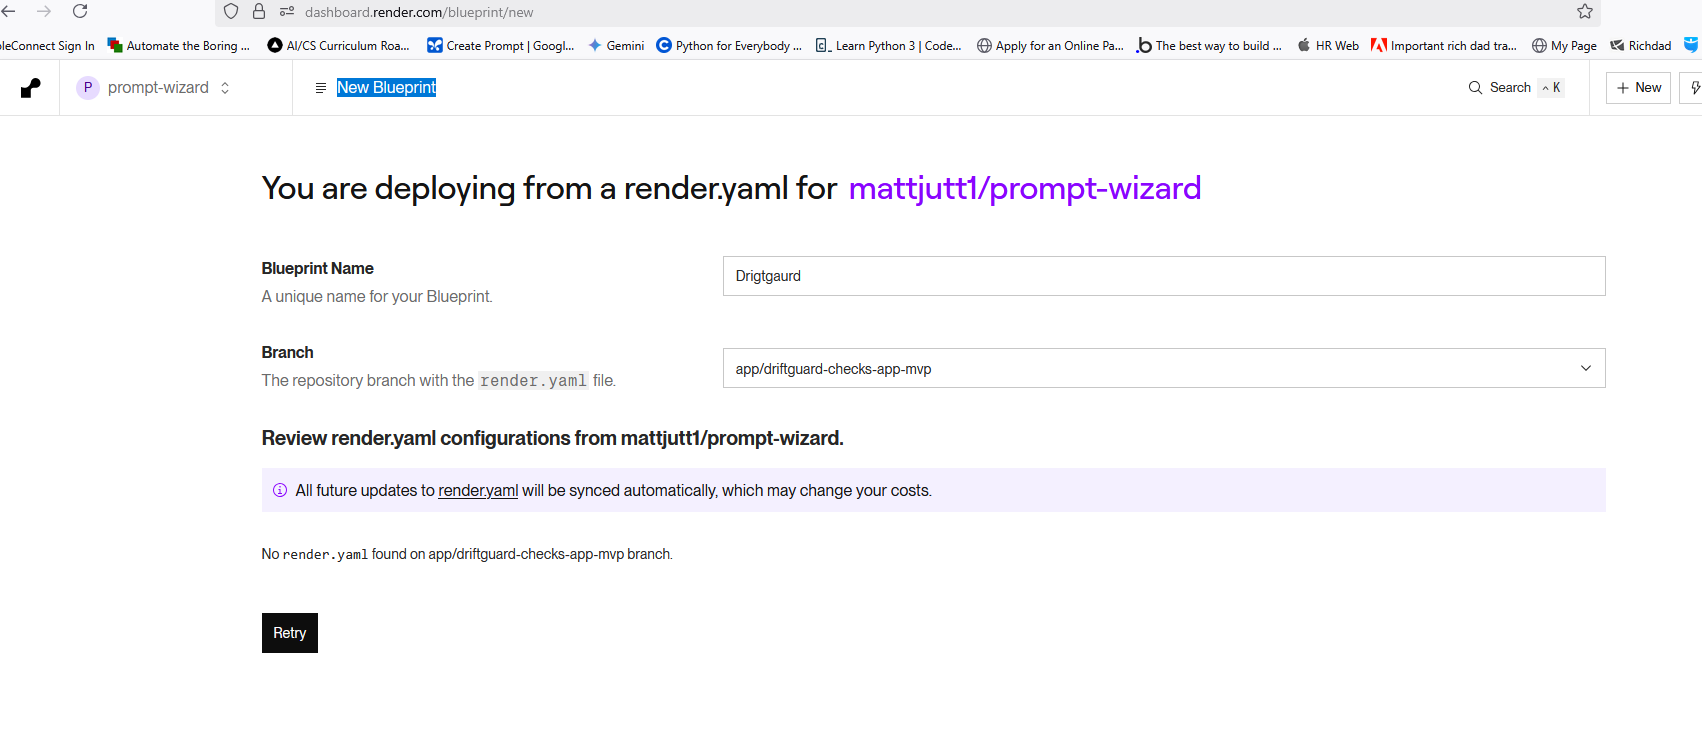 dashboard.render.com/blueprint/new
leConnect Sign In
Automate the Boring ...
AI/CS Curriculum Roa...
Create Prompt | Googl...
Gemini
Python for Everybody ...
Learn Python 3 | Code...
Apply for an Online Pa...
The best way to build ...
HR Web
Important rich dad tra...
My Page
Richdad
P
prompt-wizard
New Blueprint
Search
K
+ New
You are deploying from a render.yaml for mattjutt1/prompt-wizard
Blueprint Name
Drigtgaurd
A unique name for your Blueprint.
Branch
app/driftguard-checks-app-mvp
The repository branch with the render.yaml file.
Review render.yaml configurations from mattjutt1/prompt-wizard.
All future updates to render.yaml will be synced automatically, which may change your costs.
No render.yaml found on app/driftguard-checks-app-mvp branch.
Retry